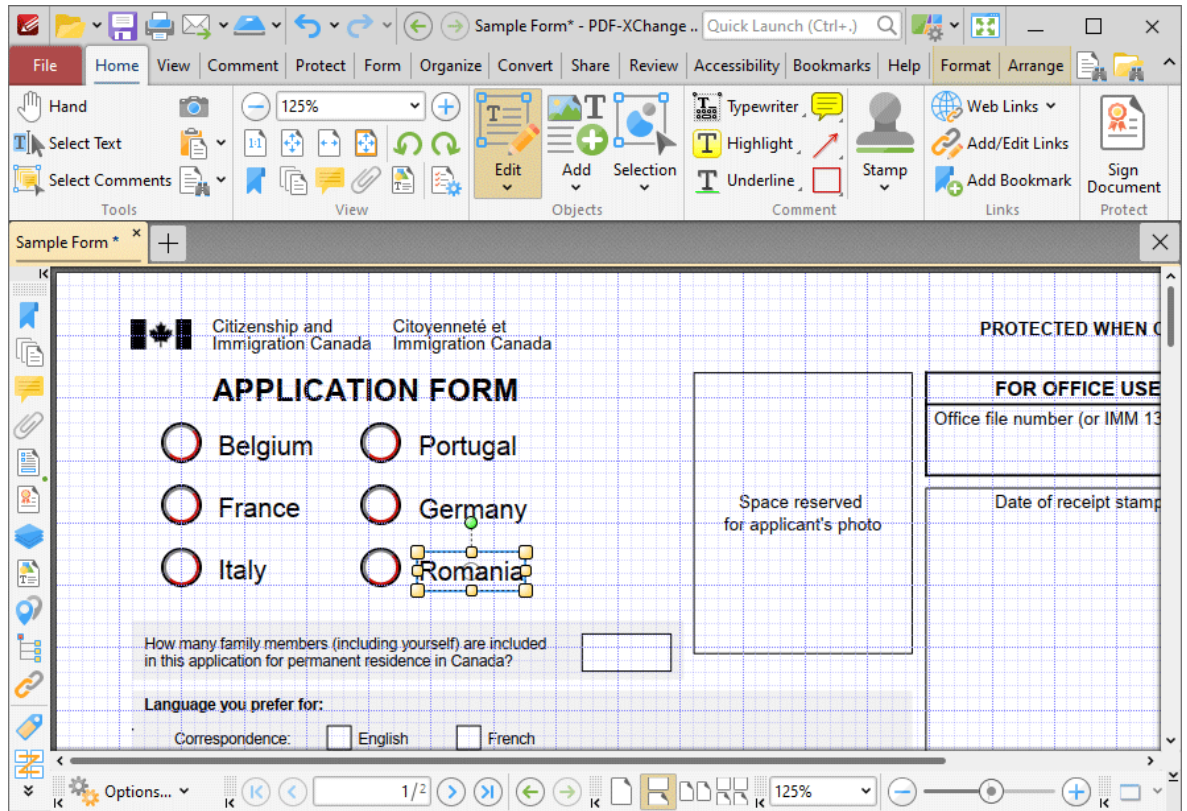 Sample Form* - PDF-XChange .. Quick Launch (Ctrl+.)
File Home View Comment Protect Form Organize Convert Share Review Accessibility Bookmarks Help Format Arrange
Hand
Select Text
Select Comments
Tools
125%
1:1
View
Edit
Add
Selection
Objects
Typewriter
Highlight
Underline
Stamp
Comment
Web Links
Add/Edit Links
Add Bookmark
Links
Sign
Document
Protect
Sample Form *
Citizenship and
Immigration Canada
Citoyenneté et
Immigration Canada
PROTECTED WHEN
APPLICATION FORM
Belgium Portugal
France Germany
Italy Romania
Space reserved
for applicant's photo
FOR OFFICE USE
Office file number (or IMM 13
Date of receipt stamp
How many family members (including yourself) are included
in this application for permanent residence in Canada?
Language you prefer for:
Correspondence: English French
Options... 1/2 125%